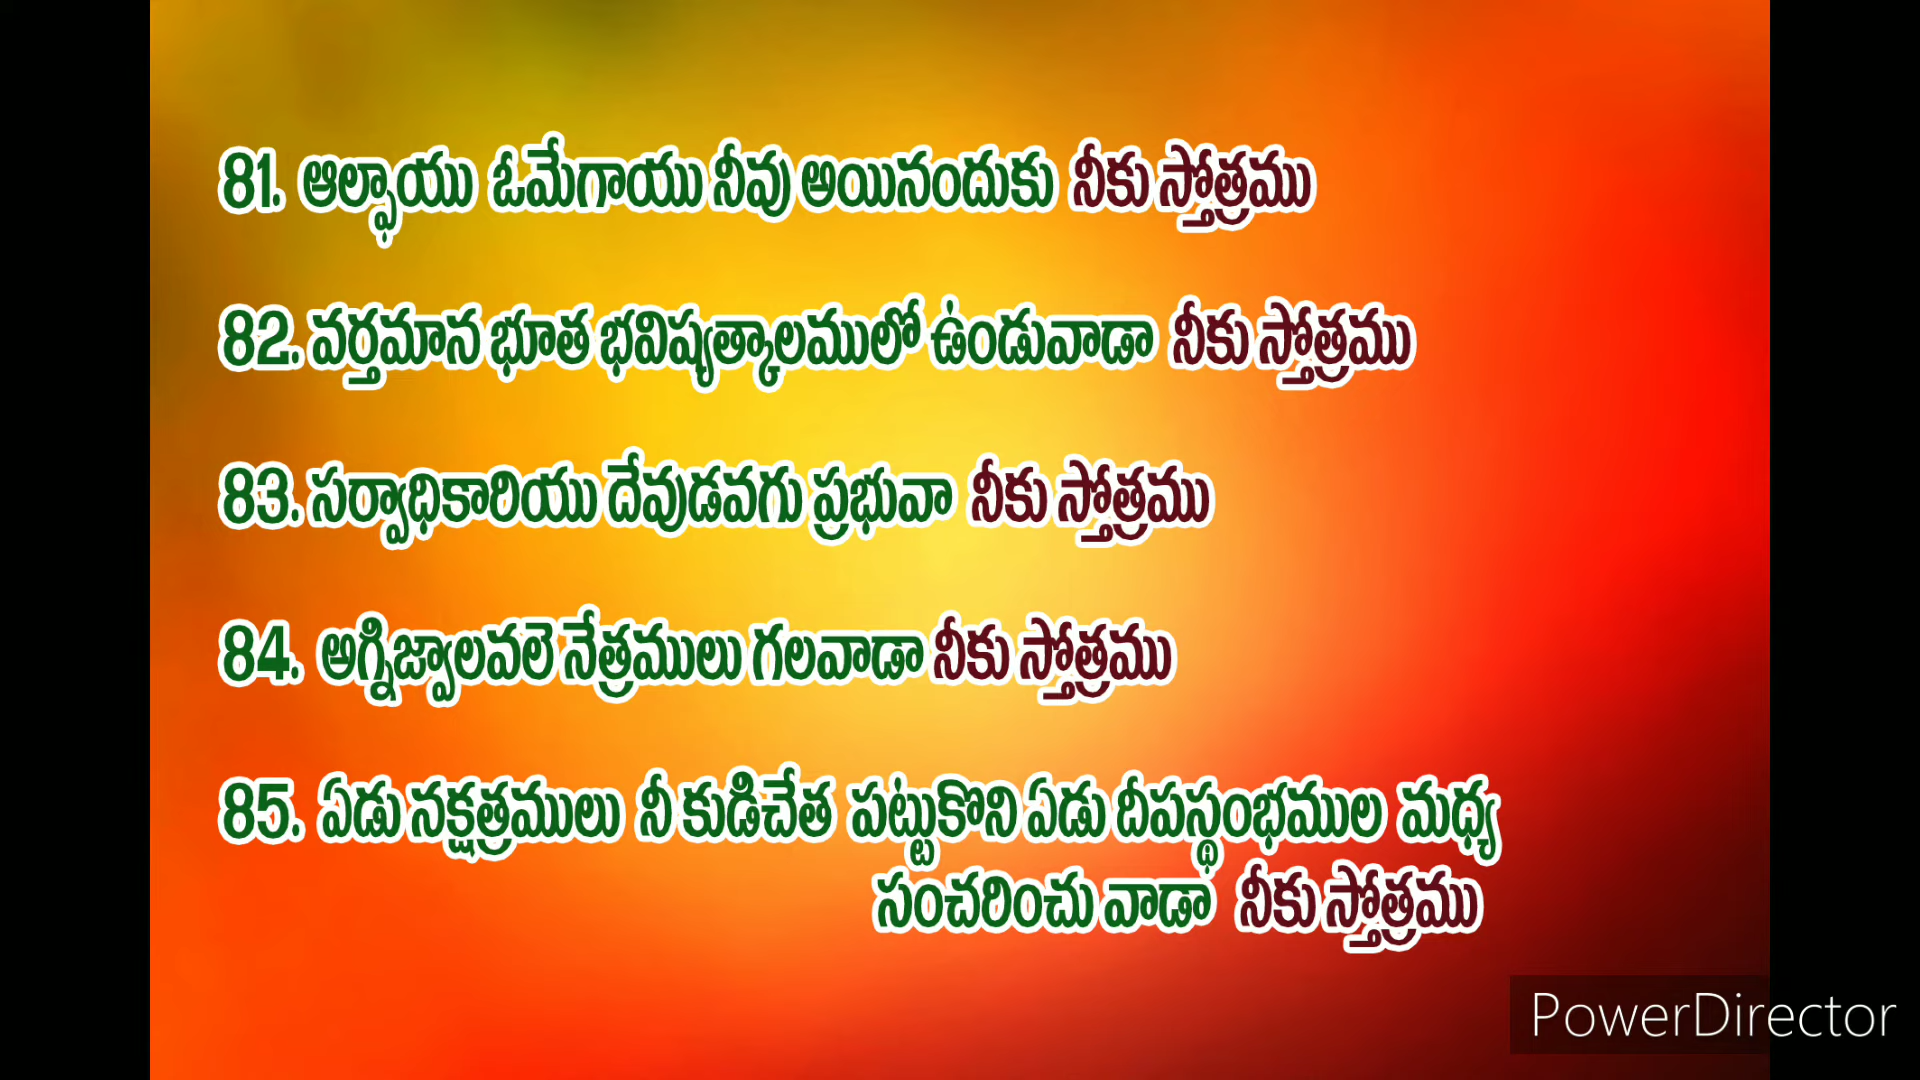 81. ఆల్ఫాయు ఓమేగాయు నీవు అయినందుకు నీకు స్తోత్రము
82. వర్తమాన భూత భవిష్యత్కాలములో ఉండువాడా నీకు స్తోత్రము
83. సర్వాధికారియు దేవుడవగు ప్రభువా నీకు స్తోత్రము
84. అగ్నిజ్వాలవలె నేత్రములు గలవాడా నీకు స్తోత్రము
85. ఏడు నక్షత్రములు నీ కుడిచేత పట్టుకొని ఏడు దీపస్థంభముల మధ్య
సంచరించు వాడా నీకు స్తోత్రము
PowerDirector